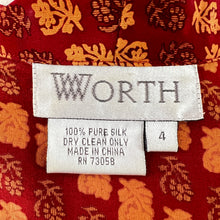 WORTH
100% PURE SILK
DRY CLEAN ONLY
MADE IN CHINA
RN 73058
4